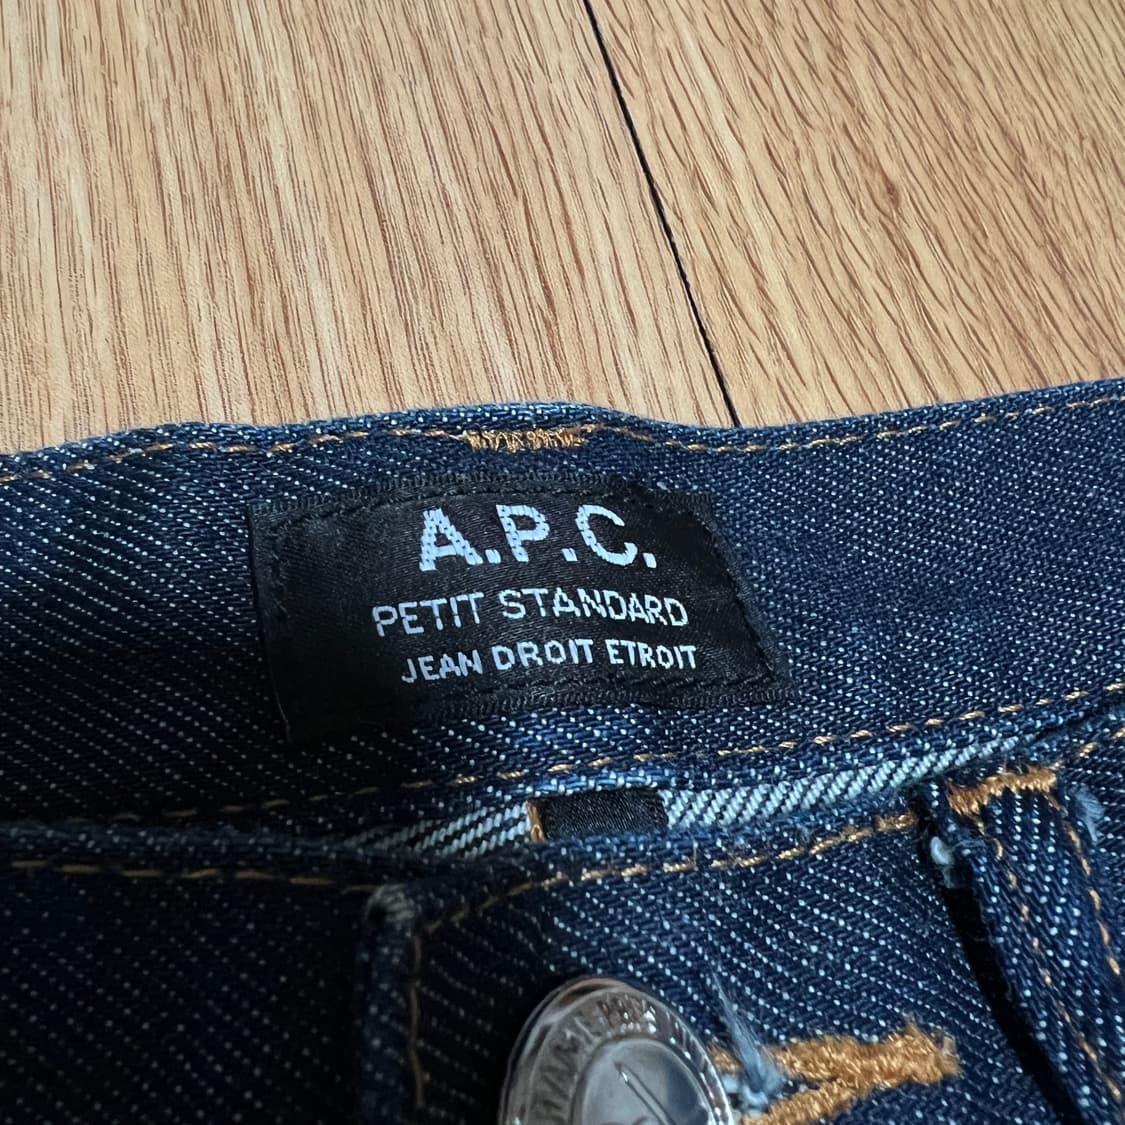 A.P.C.
PETIT STANDARD
JEAN DROIT ETROIT